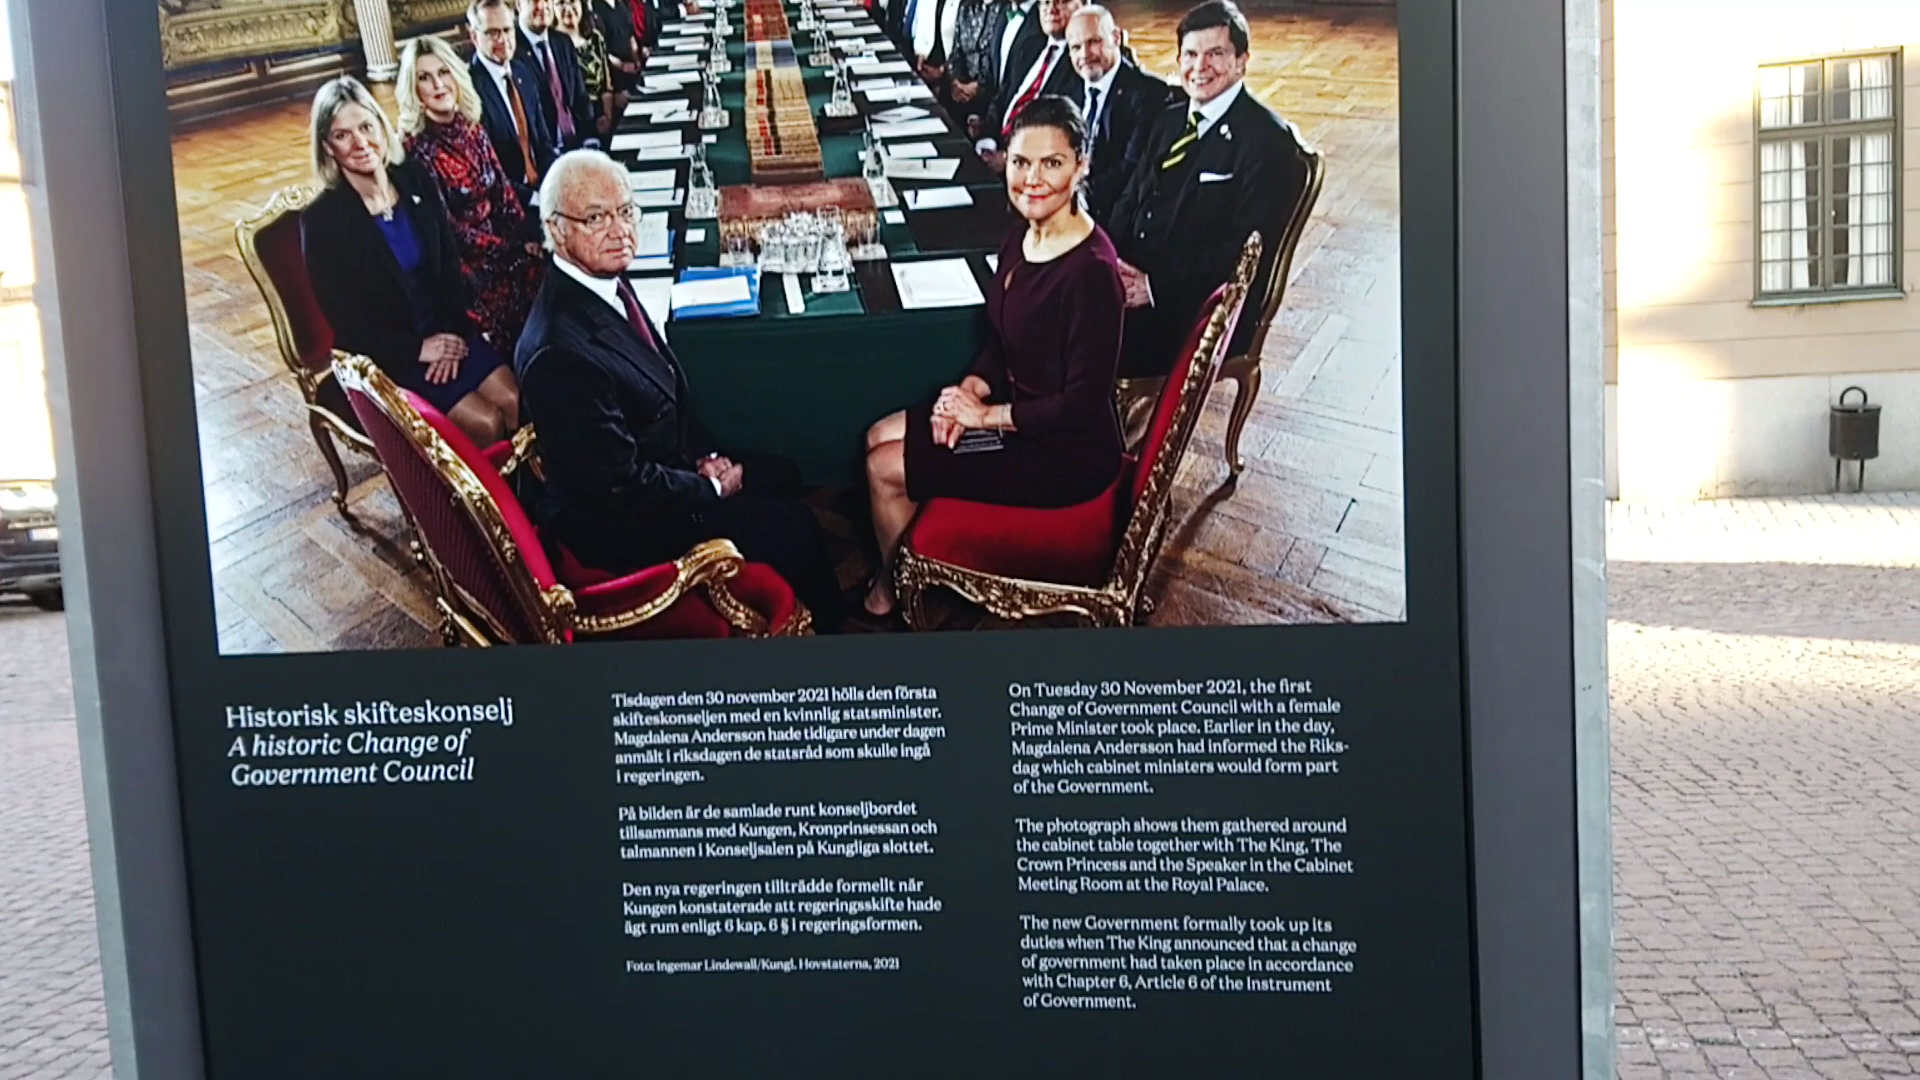 Historisk skifteskonselj
A historic Change of
Government Council
Tisdagen den 30 november 2021 hölls den första
skifteskonseljen med en kvinnlig statsminister.
Magdalena Andersson hade tidigare under dagen
anmält i riksdagen de statsråd som skulle ingå
i regeringen.
På bilden är de samlade runt konseljbordet
tillsammans med Kungen, Kronprinsessan och
talmannen i Konseljsalen på Kungliga slottet.
Den nya regeringen tillträdde formellt när
Kungen konstaterade att regeringsskifte hade
ägt rum enligt 6 kap. 6 § i regeringsformen.
Foto: Ingemar Lindewall/Kungl. Hovstaterna, 2021
On Tuesday 30 November 2021, the first
Change of Government Council with a female
Prime Minister took place. Earlier in the day,
Magdalena Andersson had informed the Riks-
dag which cabinet ministers would form part
of the Government.
The photograph shows them gathered around
the cabinet table together with The King, The
Crown Princess and the Speaker in the Cabinet
Meeting Room at the Royal Palace.
The new Government formally took up its
duties when The King announced that a change
of government had taken place in accordance
with Chapter 6, Article 6 of the Instrument
of Government.